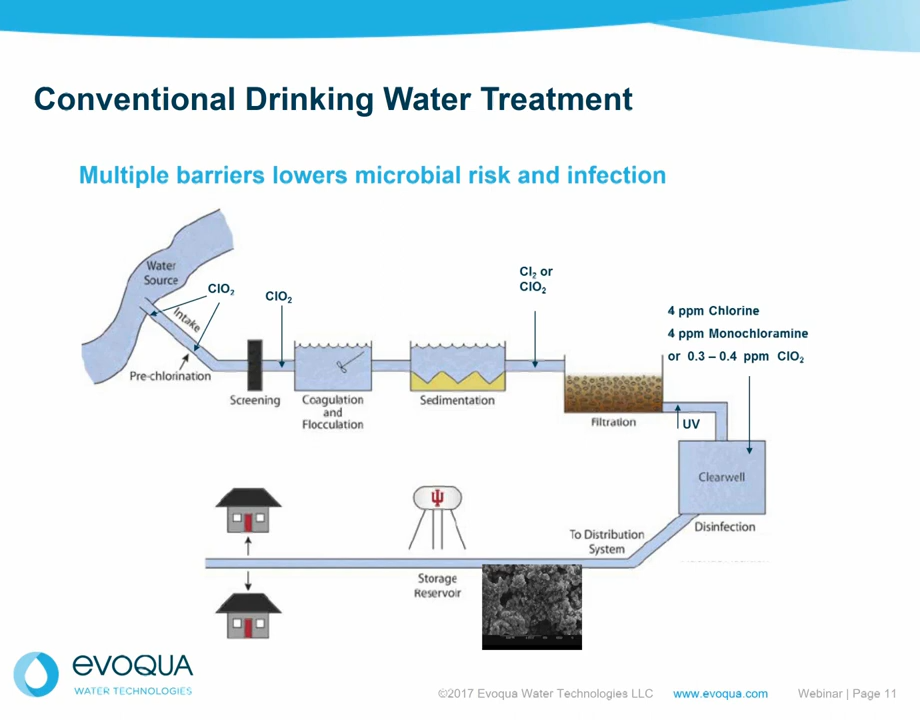 Conventional Drinking Water Treatment
Multiple barriers lowers microbial risk and infection
Water
Source
ClO₂
Intake
Pre-chlorination
ClO₂
Screening
Coagulation
and
Flocculation
Sedimentation
Cl₂ or
ClO₂
Filtration
4 ppm Chlorine
4 ppm Monochloramine
or 0.3 – 0.4 ppm ClO₂
UV
Clearwell
Disinfection
To Distribution
System
Storage
Reservoir
evoqua
WATER TECHNOLOGIES
©2017 Evoqua Water Technologies LLC www.evoqua.com Webinar | Page 11